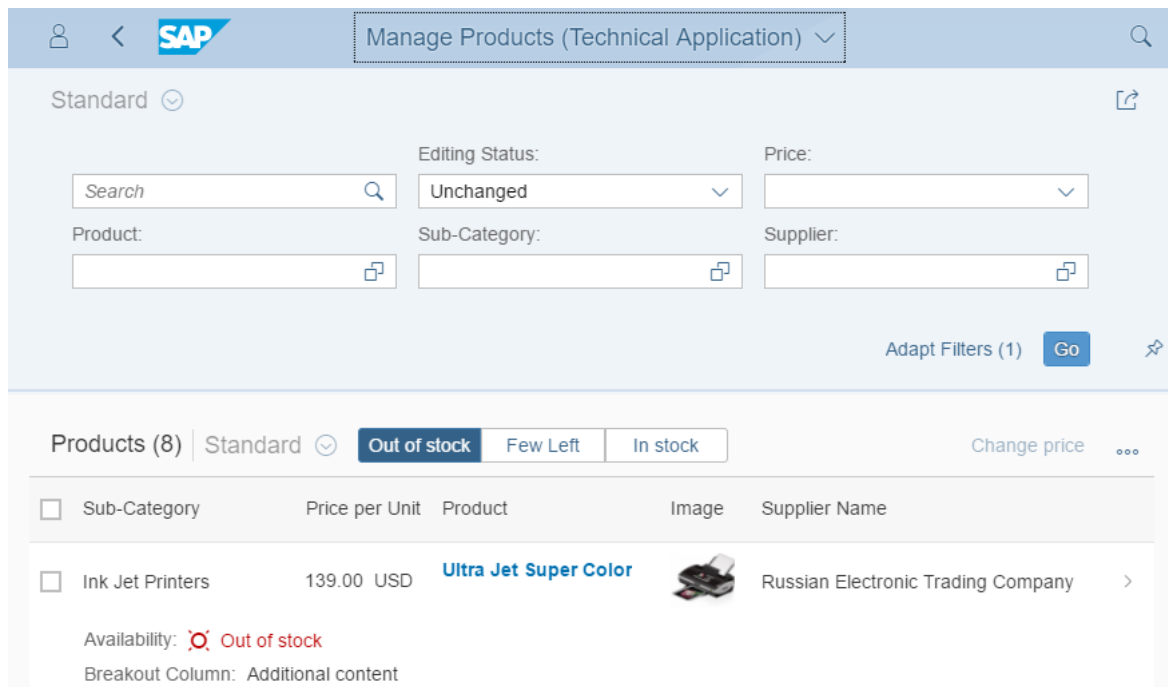 SAP Manage Products (Technical Application)
Standard
Editing Status: Price:
Search Unchanged
Product: Sub-Category: Supplier:
Adapt Filters (1) Go
Products (8) Standard Out of stock Few Left In stock Change price
Sub-Category Price per Unit Product Image Supplier Name
Ink Jet Printers 139.00 USD Ultra Jet Super Color Russian Electronic Trading Company
Availability: Out of stock
Breakout Column: Additional content